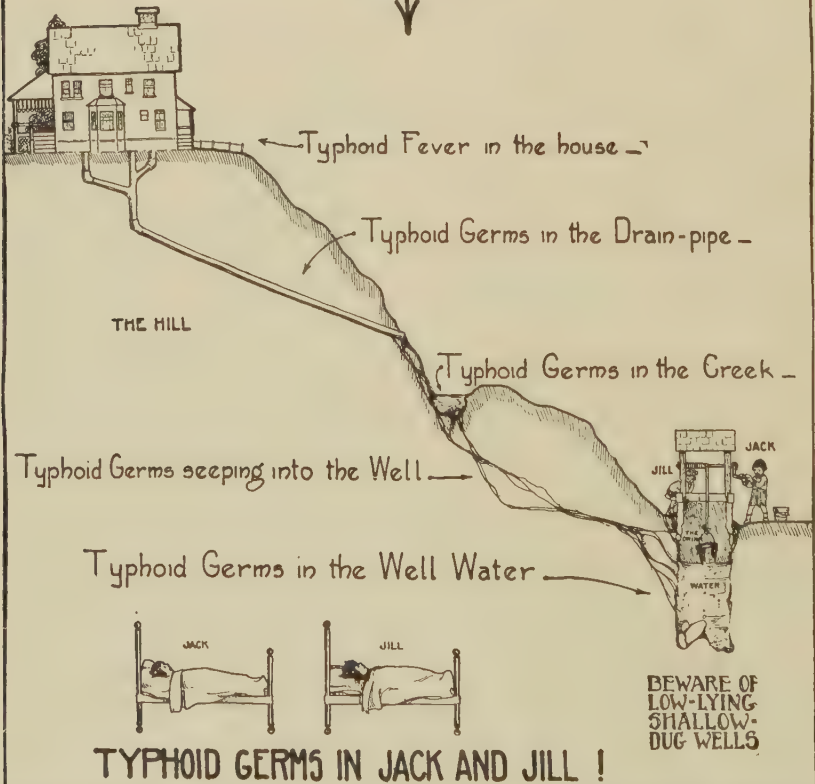 Typhoid Fever in the house
Typhoid Germs in the Drain-pipe
THE HILL
Typhoid Germs in the Creek
JACK
JILL
Typhoid Germs seeping into the Well
Typhoid Germs in the Well Water
WATER
JACK
JILL
BEWARE OF
LOW-LYING
SHALLOW-
DUG WELLS
TYPHOID GERMS IN JACK AND JILL !